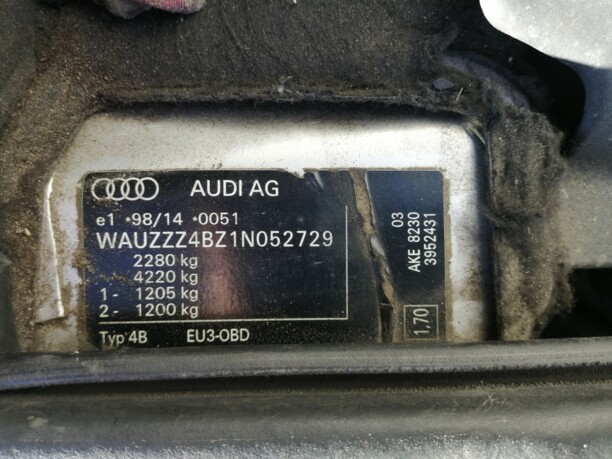 AUDI AG
e1 *98/14 *0051
WAUZZZ4BZ1N052729
2280 kg
4220 kg
1- 1205 kg
2- 1200 kg
Typ 4B EU3-OBD
03
AKE 8230
3952431
1,70